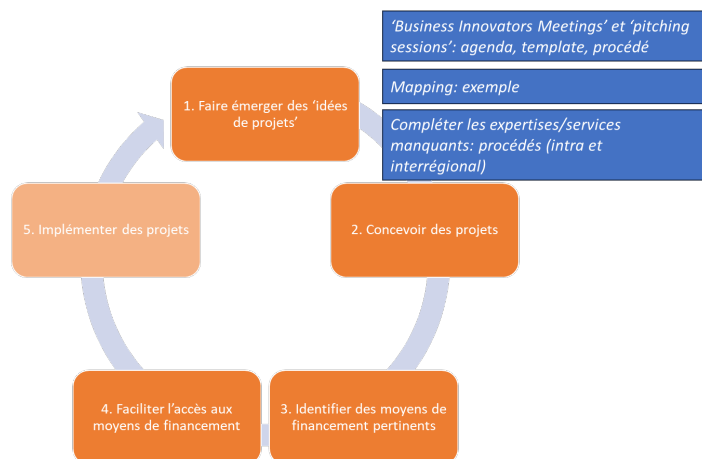 ‘Business Innovators Meetings’ et ‘pitching
sessions’: agenda, template, procédé
Mapping: exemple
Compléter les expertises/services
manquants: procédés (intra et
interrégional)
1. Faire émerger des ‘idées
de projets’
2. Concevoir des projets
3. Identifier des moyens de
financement pertinents
4. Faciliter l’accès aux
moyens de financement
5. Implémenter des projets